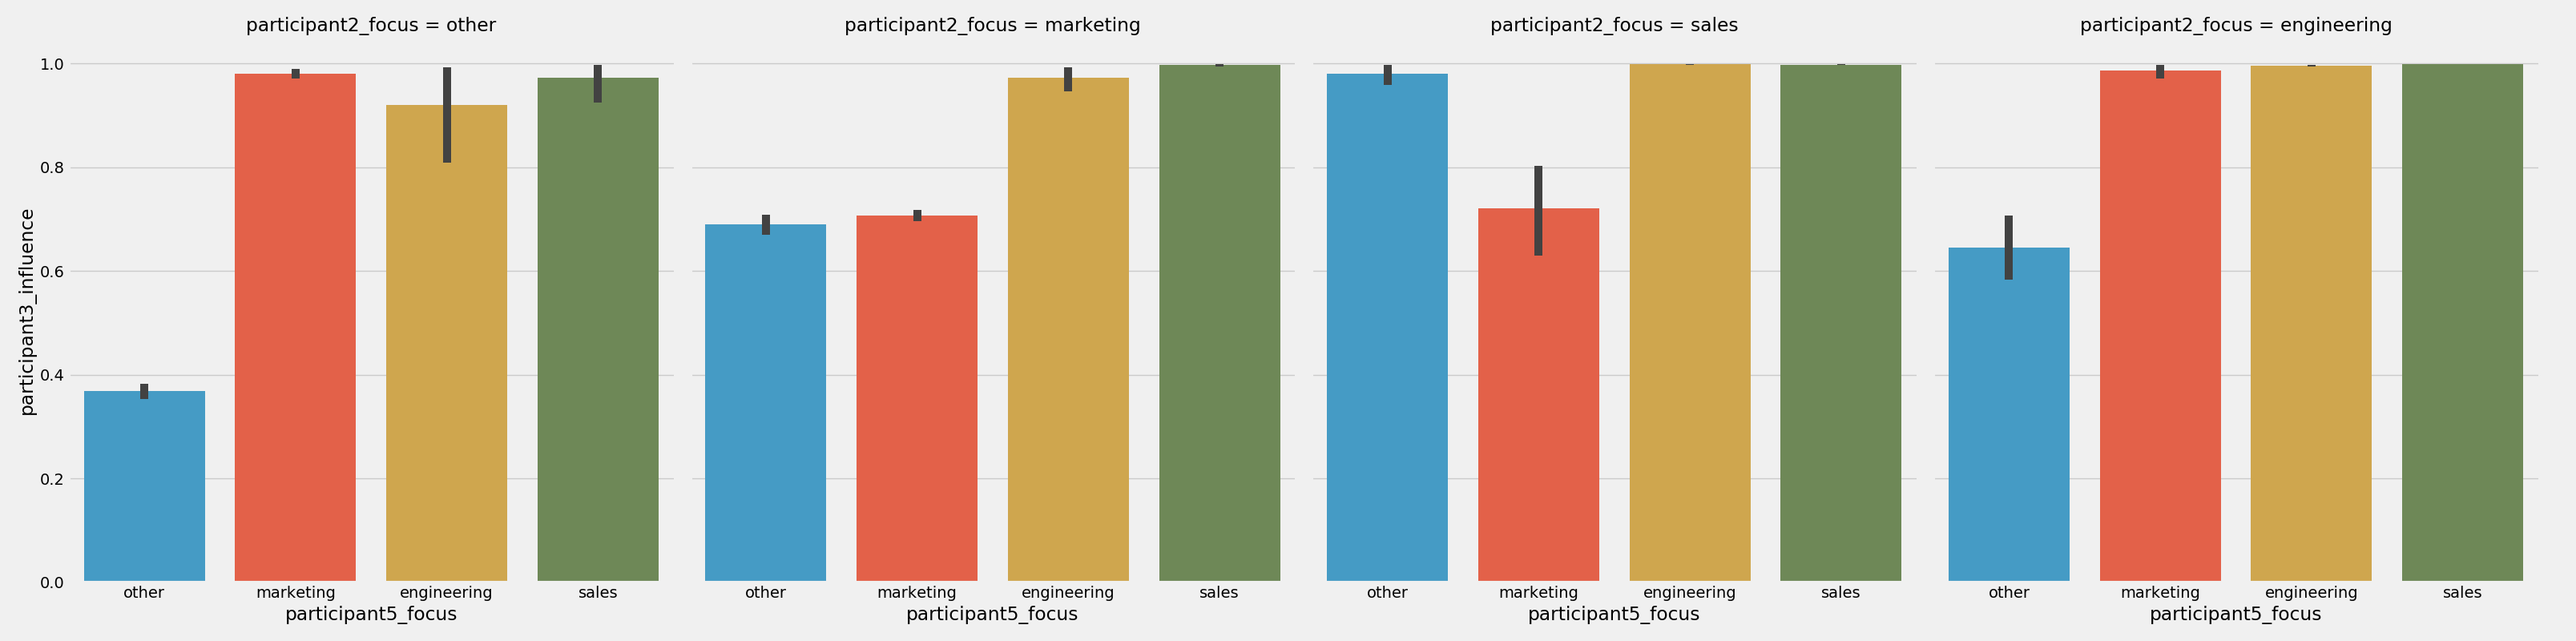 participant2_focus = other
participant2_focus = marketing
participant2_focus = sales
participant2_focus = engineering
participant3_influence
1.0
0.8
0.6
0.4
0.2
0.0
other marketing engineering sales
participant5_focus
other marketing engineering sales
participant5_focus
other marketing engineering sales
participant5_focus
other marketing engineering sales
participant5_focus